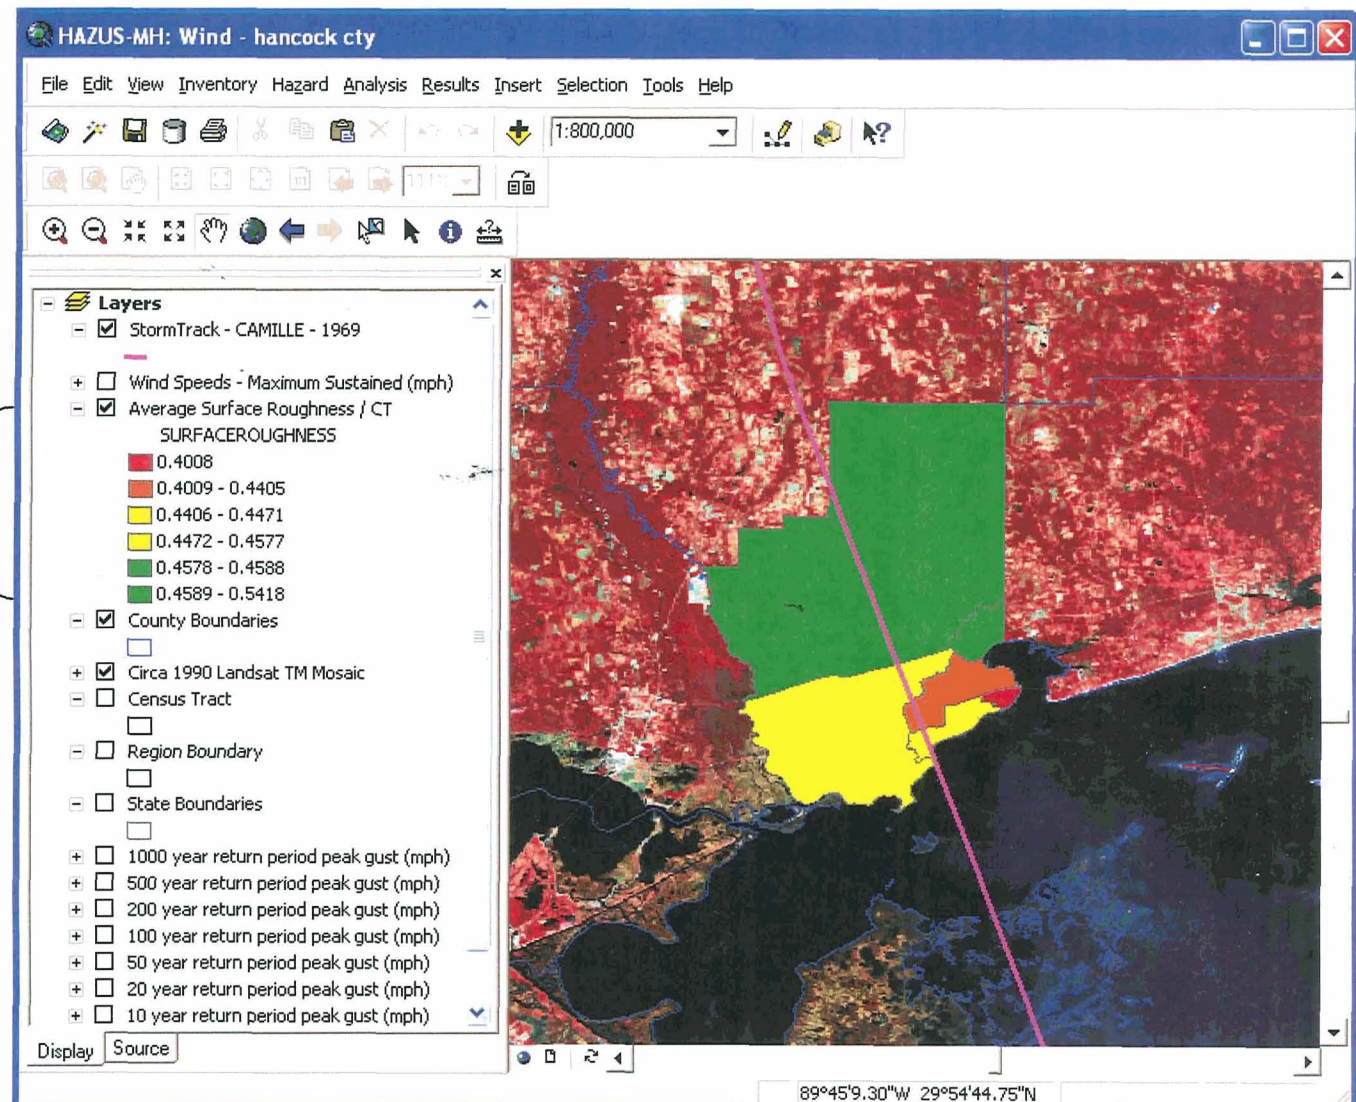 HAZUS-MH: Wind - hancock cty
File Edit View Inventory Hazard Analysis Results Insert Selection Tools Help
1:800,000
Layers
StormTrack - CAMILLE - 1969
Wind Speeds - Maximum Sustained (mph)
Average Surface Roughness / CT
SURFACEROUGHNESS
0.4008
0.4009 - 0.4405
0.4406 - 0.4471
0.4472 - 0.4577
0.4578 - 0.4588
0.4589 - 0.5418
County Boundaries
Circa 1990 Landsat TM Mosaic
Census Tract
Region Boundary
State Boundaries
1000 year return period peak gust (mph)
500 year return period peak gust (mph)
200 year return period peak gust (mph)
100 year return period peak gust (mph)
50 year return period peak gust (mph)
20 year return period peak gust (mph)
10 year return period peak gust (mph)
Display Source
89°45'9.30"W 29°54'44.75"N